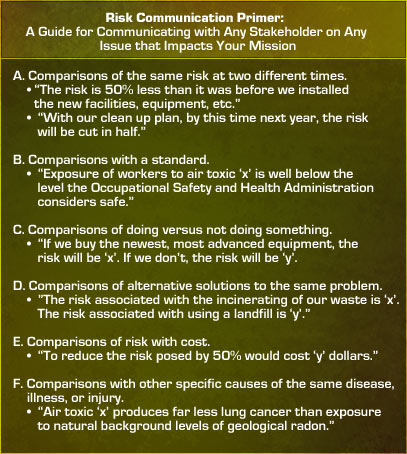 Risk Communication Primer:
A Guide for Communicating with Any Stakeholder on Any
Issue that Impacts Your Mission
A. Comparisons of the same risk at two different times.
• “The risk is 50% less than it was before we installed
the new facilities, equipment, etc.”
• “With our clean up plan, by this time next year, the risk
will be cut in half.”
B. Comparisons with a standard.
• “Exposure of workers to air toxic ‘x’ is well below the
level the Occupational Safety and Health Administration
considers safe.”
C. Comparisons of doing versus not doing something.
• “If we buy the newest, most advanced equipment, the
risk will be ‘x’. If we don’t, the risk will be ‘y’.
D. Comparisons of alternative solutions to the same problem.
• ”The risk associated with the incinerating of our waste is ‘x’.
The risk associated with using a landfill is ‘y’.”
E. Comparisons of risk with cost.
• “To reduce the risk posed by 50% would cost ‘y’ dollars.”
F. Comparisons with other specific causes of the same disease,
illness, or injury.
• “Air toxic ‘x’ produces far less lung cancer than exposure
to natural background levels of geological radon.”